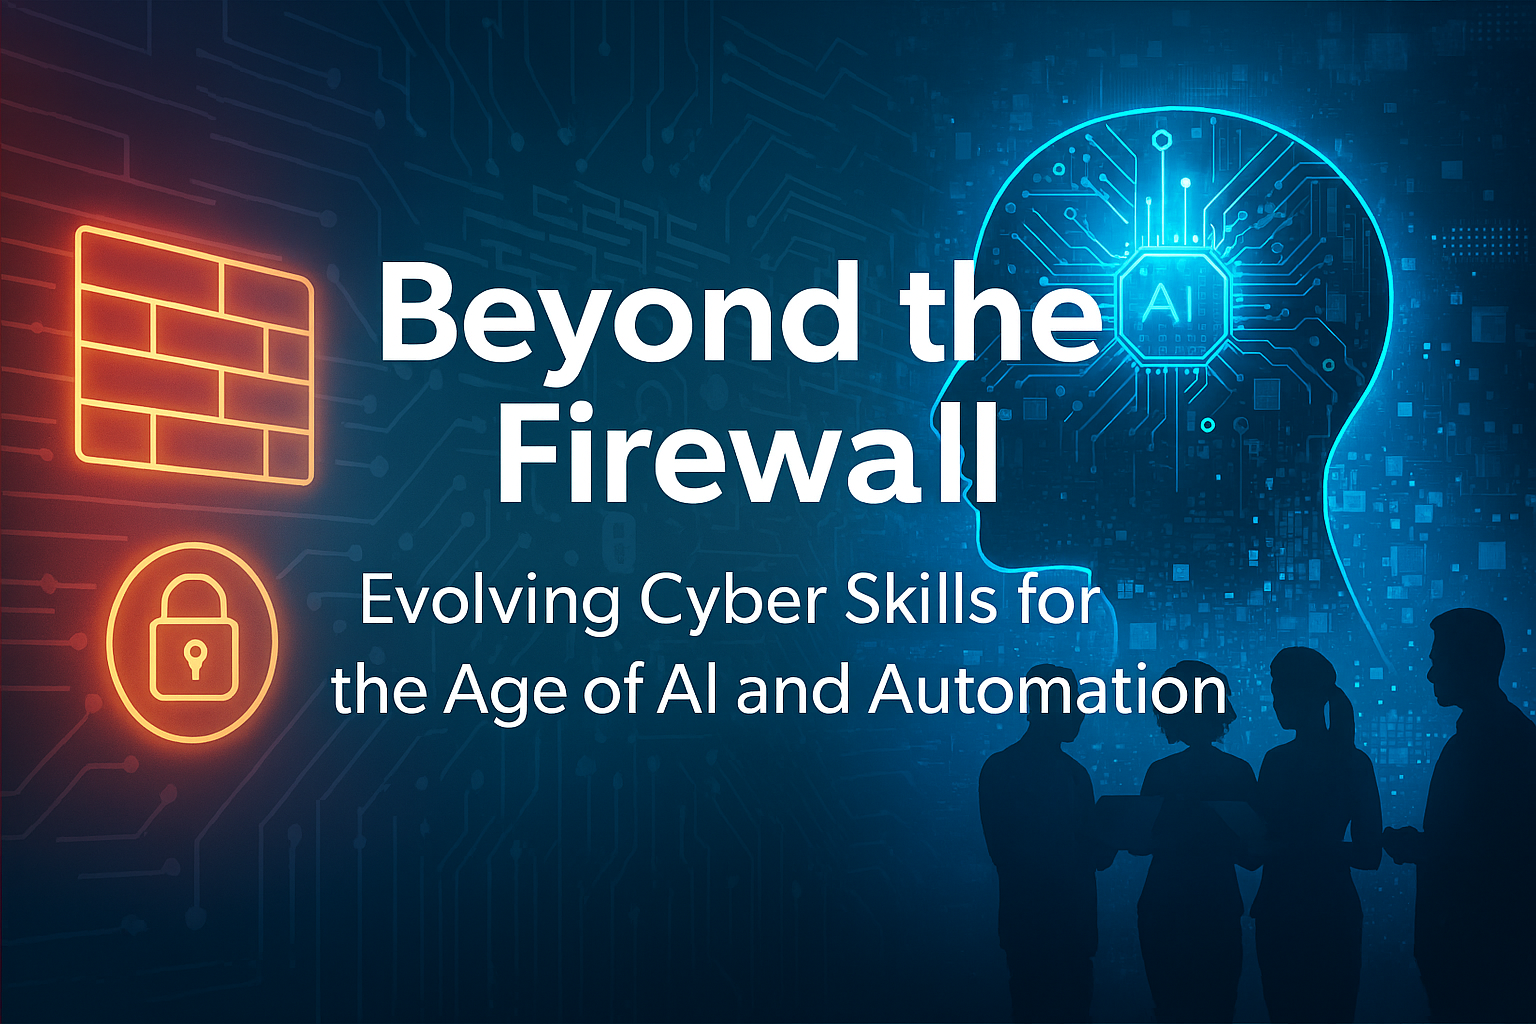 Beyond the
Firewall
Evolving Cyber Skills for
the Age of AI and Automation
AI